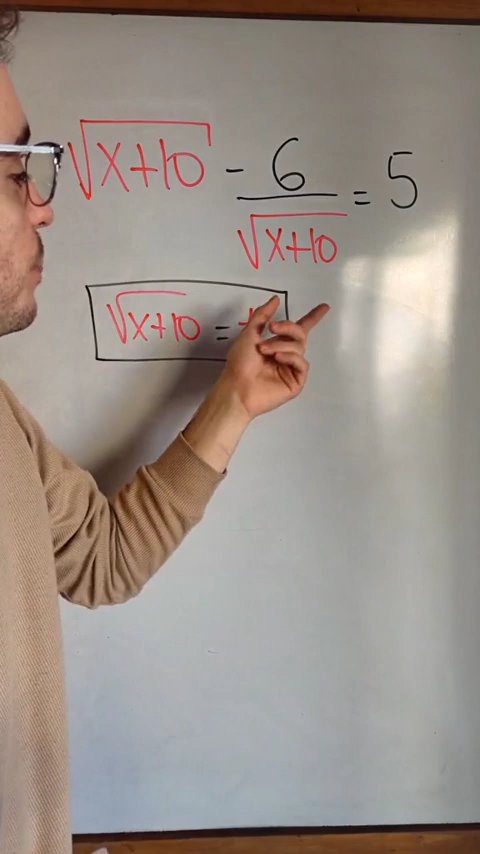 √x+10 - 6/√x+10 = 5
√x+10 =